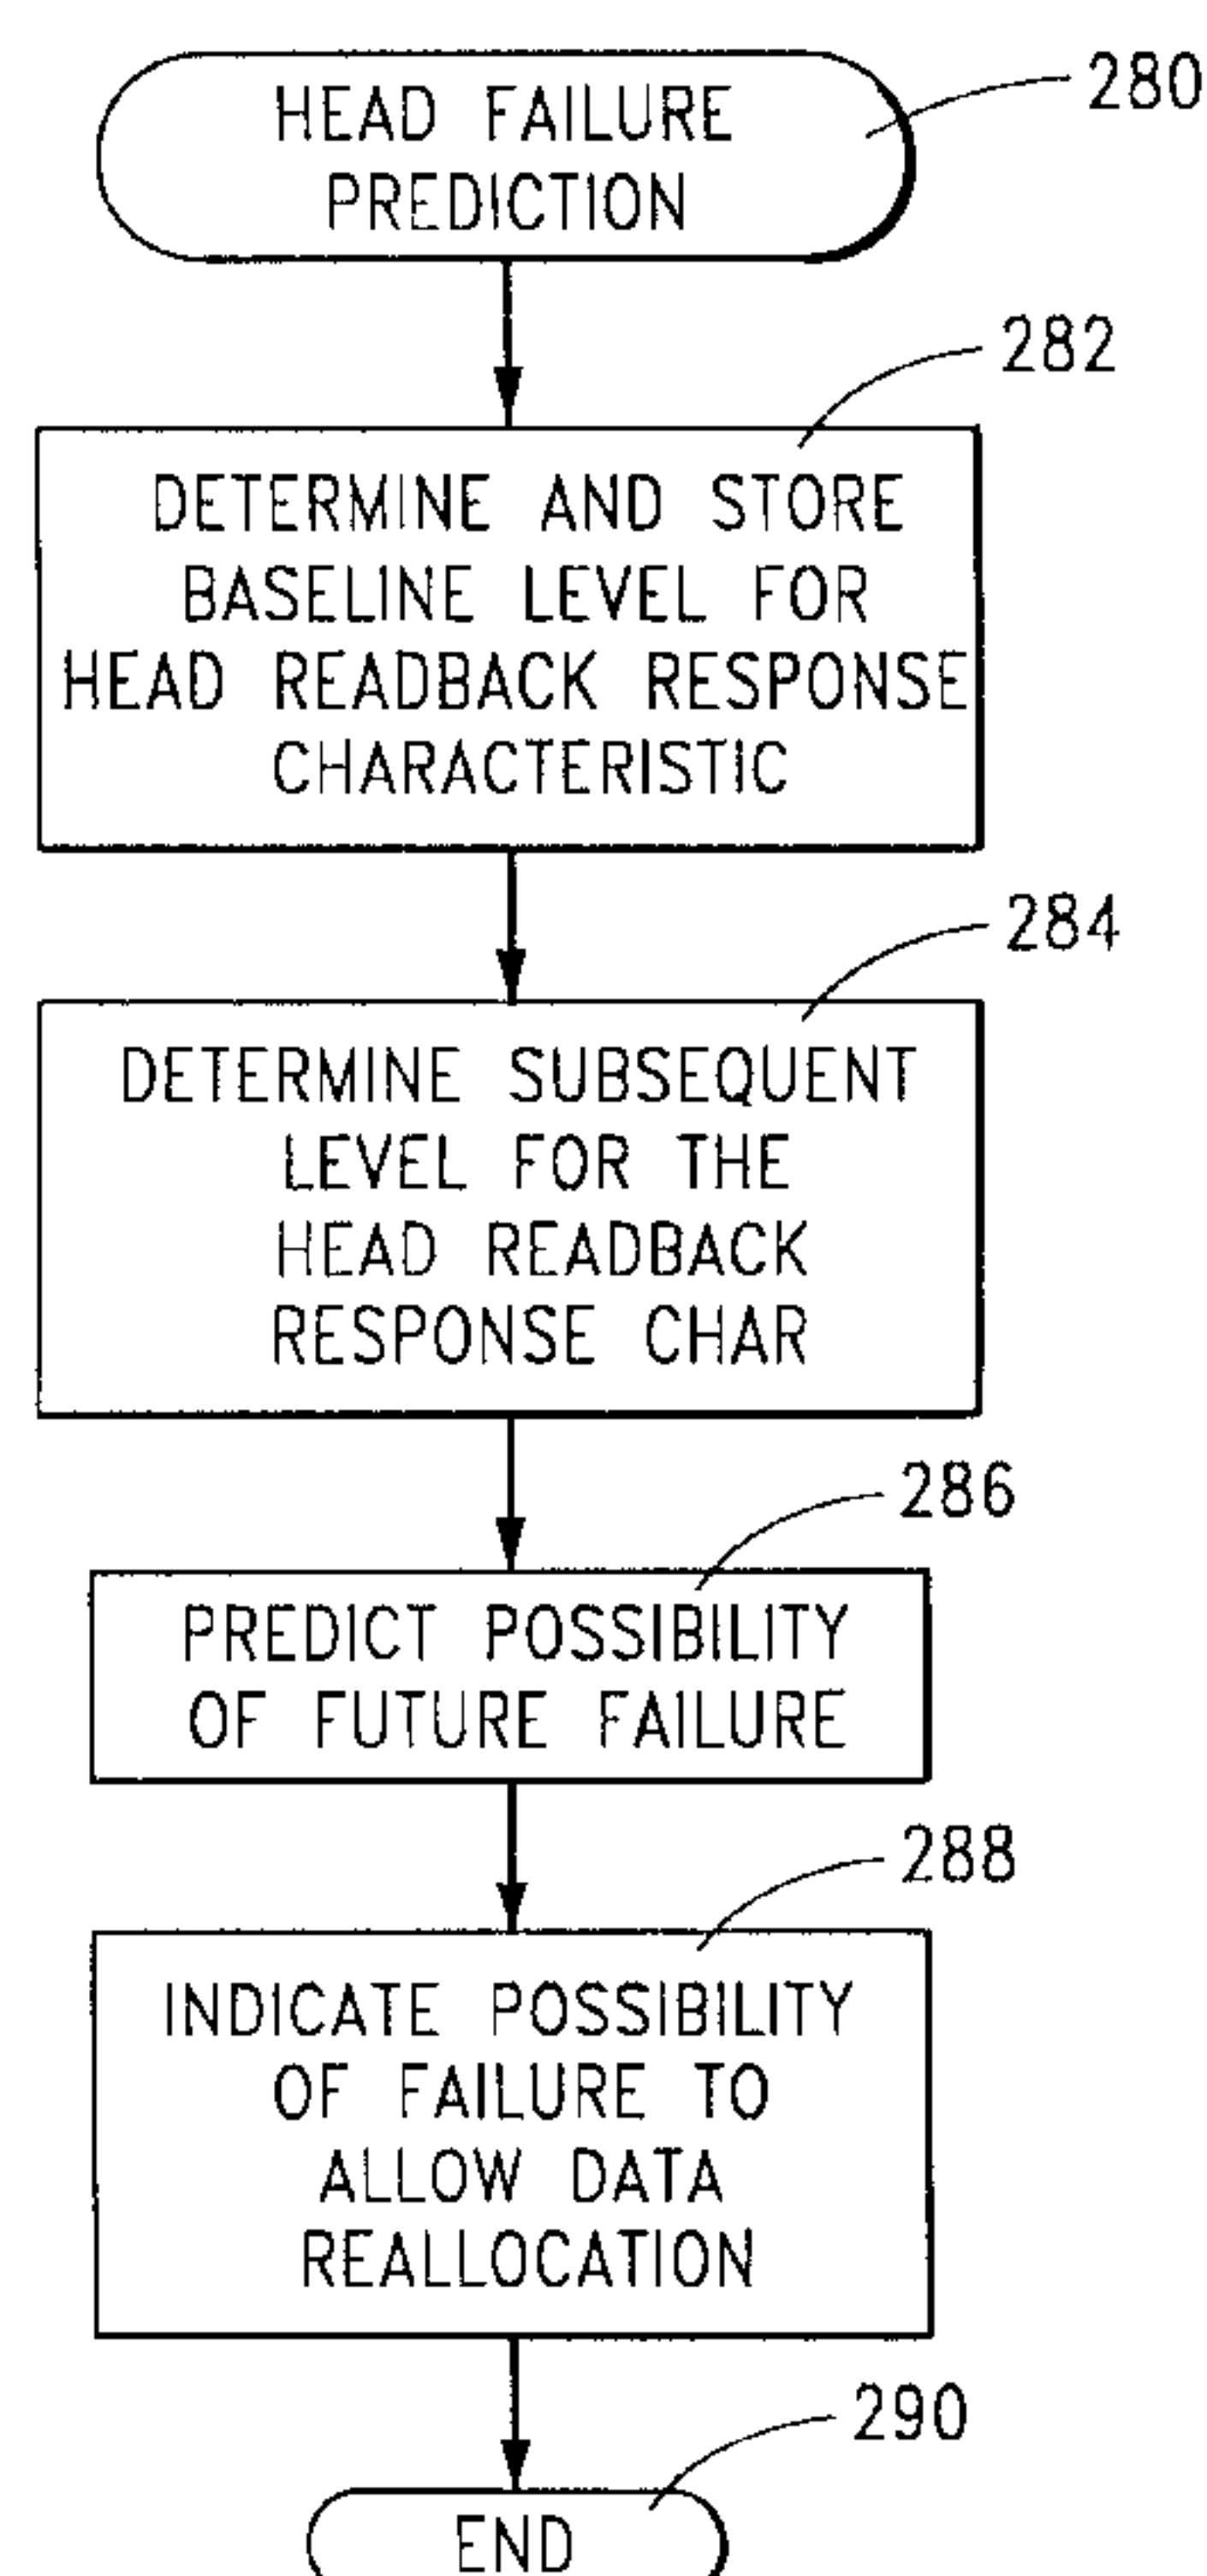 HEAD FAILURE
PREDICTION
280
282
DETERMINE AND STORE
BASELINE LEVEL FOR
HEAD READBACK RESPONSE
CHARACTERISTIC
284
DETERMINE SUBSEQUENT
LEVEL FOR THE
HEAD READBACK
RESPONSE CHAR
286
PREDICT POSSIBILITY
OF FUTURE FAILURE
288
INDICATE POSSIBILITY
OF FAILURE TO
ALLOW DATA
REALLOCATION
290
END